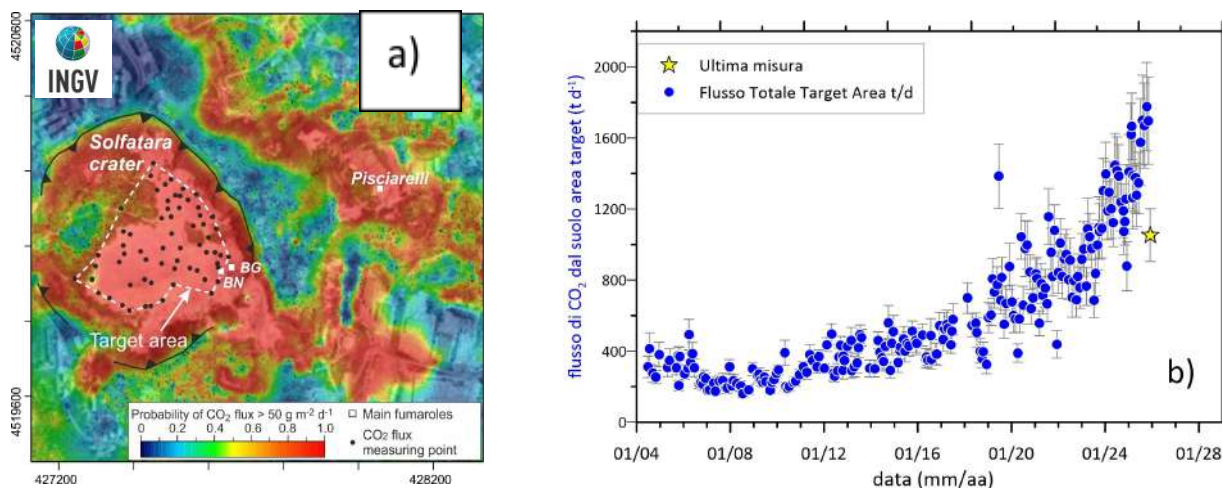 4520600
INGV
a)
Solfatara
crater
Pisciarelli
BG
BN
Target area
4519600
Probability of CO2 flux > 50 g m-2 d-1
0 0.2 0.4 0.6 0.8 1.0
Main fumaroles
CO2 flux
measuring point
427200 428200
flusso di CO2 dal suolo area target (t d-1)
2000
1600
1200
800
400
0
Ultima misura
Flusso Totale Target Area t/d
b)
01/04 01/08 01/12 01/16 01/20 01/24 01/28
data (mm/aa)